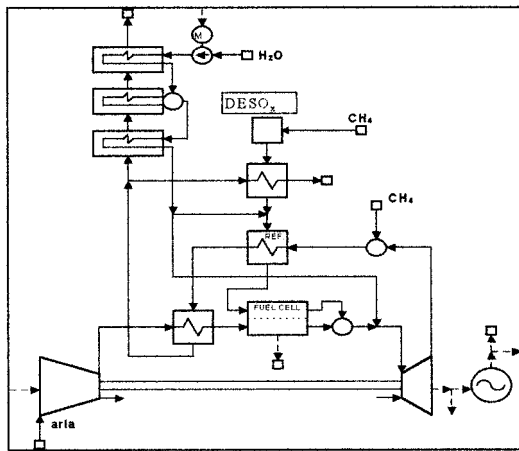 M
H₂O
DESOₓ
CH₄
CH₄
REF
FUEL CELL
aria